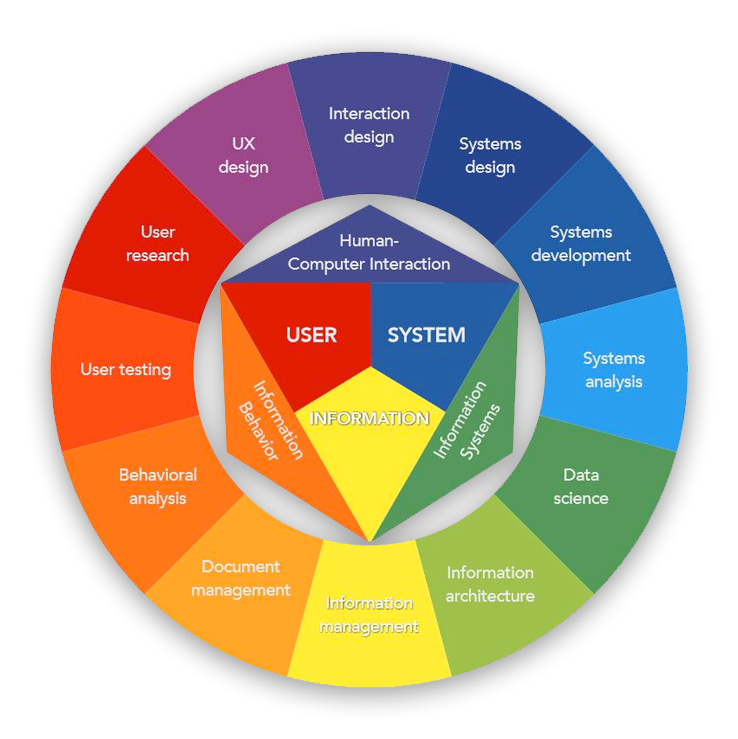 Interaction
design
Systems
design
Systems
development
Systems
analysis
Data
science
Information
architecture
Information
management
Document
management
Behavioral
analysis
User testing
User
research
UX
design
Human-
Computer Interaction
USER
SYSTEM
INFORMATION
Information
Behavior
Information
Systems